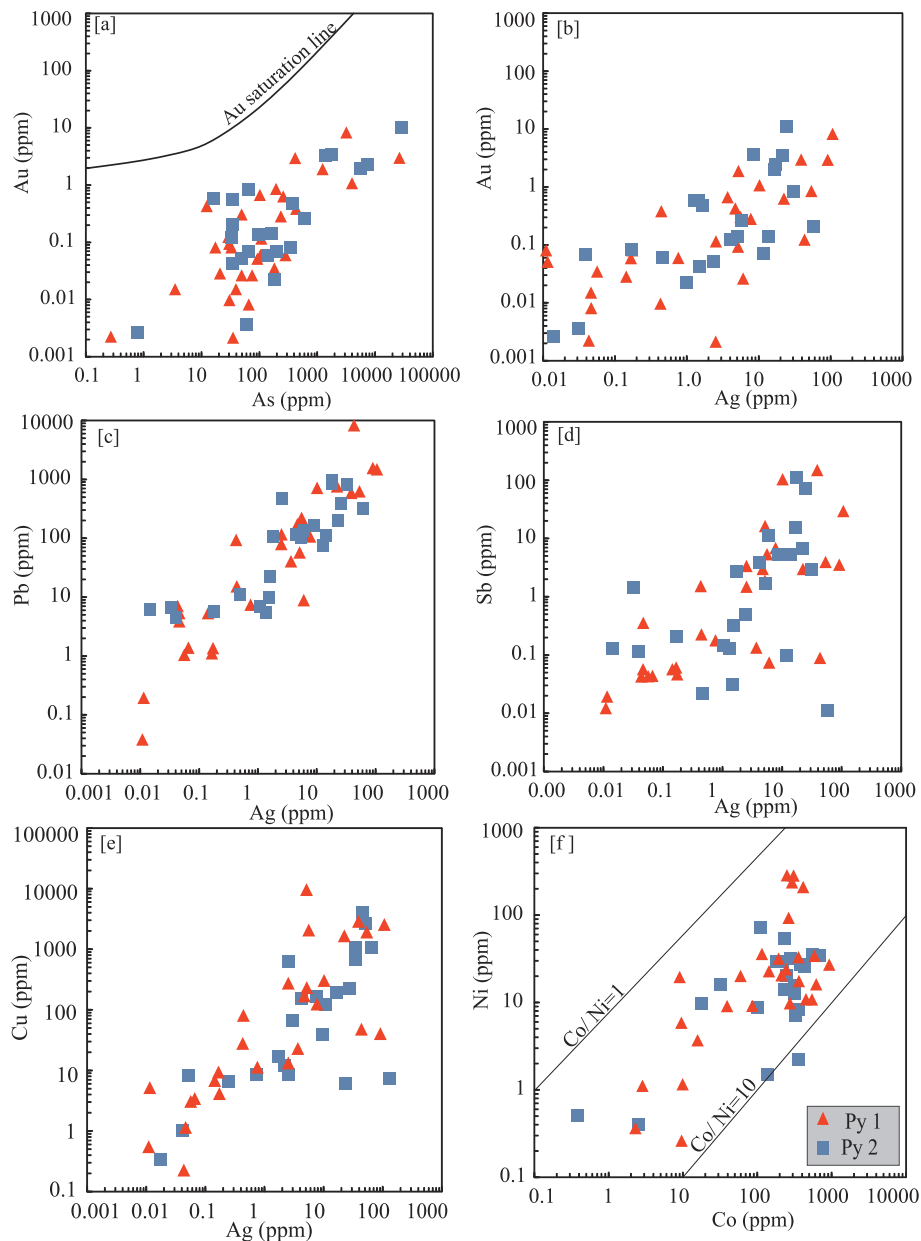 [a]
1000
100
10
1
0.1
0.01
0.001
Au (ppm)
Au saturation line
0.1 1 10 100 1000 10000 100000
As (ppm)
[b]
1000
100
10
1
0.1
0.01
0.001
Au (ppm)
0.01 0.1 1.0 10 100 1000
Ag (ppm)
[c]
10000
1000
100
10
1
0.1
0.01
Pb (ppm)
0.001 0.01 0.1 1 10 100 1000
Ag (ppm)
[d]
1000
100
10
1
0.1
0.01
0.001
Sb (ppm)
0.00 0.01 0.1 1 10 100 1000
Ag (ppm)
[e]
100000
10000
1000
100
10
1
0.1
Cu (ppm)
0.001 0.01 0.1 1 10 100 1000
Ag (ppm)
[f]
1000
100
10
1
0.1
Ni (ppm)
Co/ Ni=1
Co/ Ni=10
Py 1
Py 2
0.1 1 10 100 1000 10000
Co (ppm)